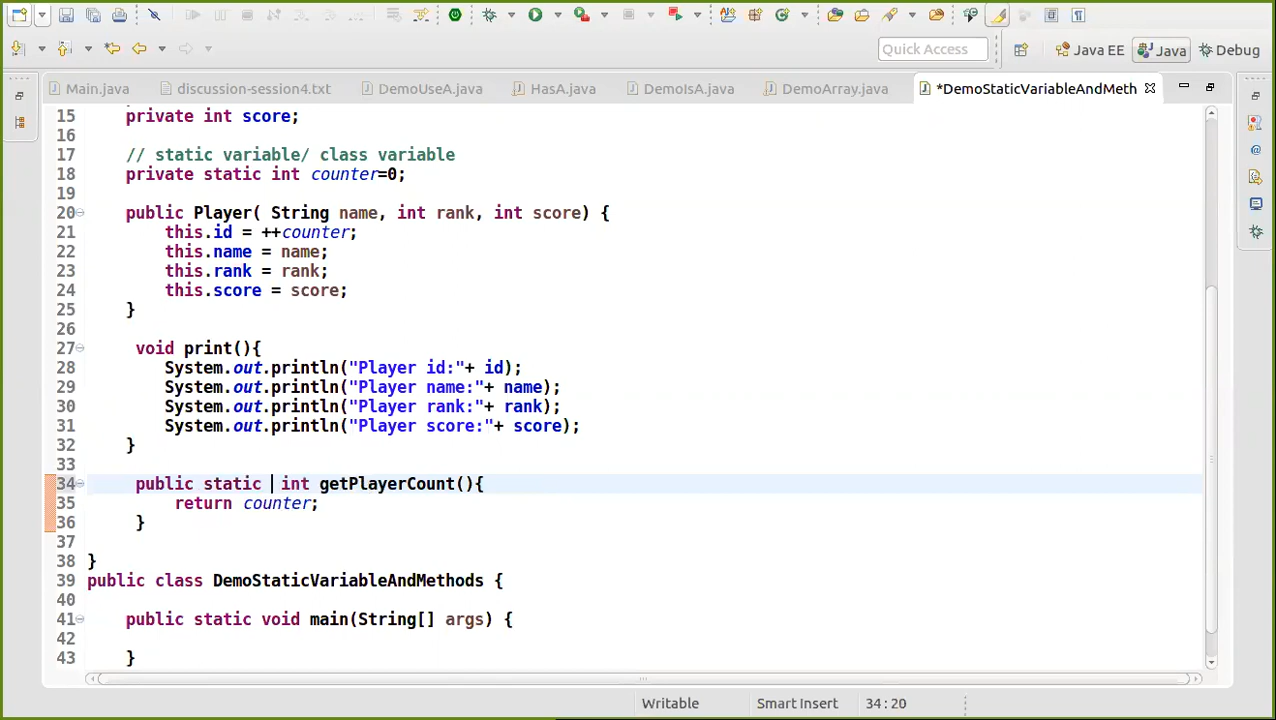 Quick Access
Java EE
Java
Debug
Main.java
discussion-session4.txt
DemoUseA.java
HasA.java
DemoIsA.java
DemoArray.java
*DemoStaticVariableAndMeth
15 private int score;
16
17 // static variable/ class variable
18 private static int counter=0;
19
20 public Player( String name, int rank, int score) {
21 this.id = ++counter;
22 this.name = name;
23 this.rank = rank;
24 this.score = score;
25 }
26
27 void print(){
28 System.out.println("Player id:"+ id);
29 System.out.println("Player name:"+ name);
30 System.out.println("Player rank:"+ rank);
31 System.out.println("Player score:"+ score);
32 }
33
34 public static int getPlayerCount(){
35 return counter;
36 }
37
38 }
39 public class DemoStaticVariableAndMethods {
40
41 public static void main(String[] args) {
42
43 }
Writable
Smart Insert
34:20